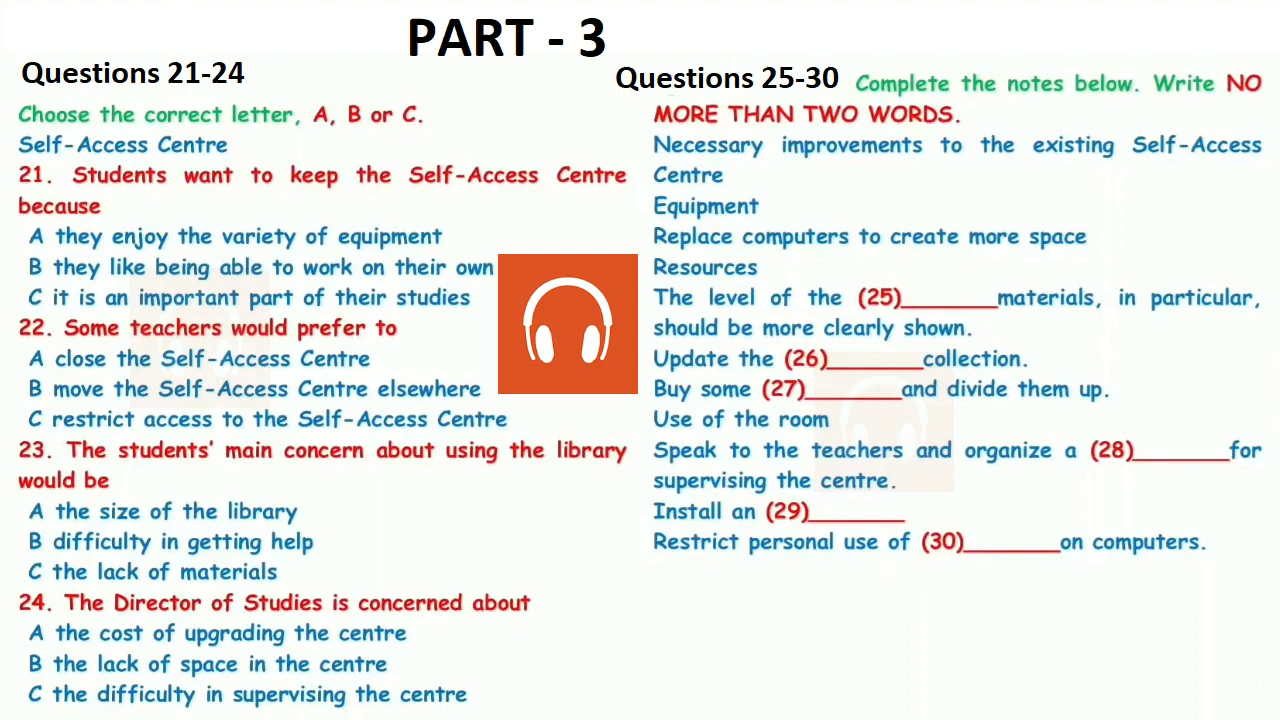 PART - 3
Questions 21-24
Choose the correct letter, A, B or C.
Self-Access Centre
21. Students want to keep the Self-Access Centre
because
A they enjoy the variety of equipment
B they like being able to work on their own
C it is an important part of their studies
22. Some teachers would prefer to
A close the Self-Access Centre
B move the Self-Access Centre elsewhere
C restrict access to the Self-Access Centre
23. The students' main concern about using the library
would be
A the size of the library
B difficulty in getting help
C the lack of materials
24. The Director of Studies is concerned about
A the cost of upgrading the centre
B the lack of space in the centre
C the difficulty in supervising the centre
Questions 25-30 Complete the notes below. Write NO
MORE THAN TWO WORDS.
Necessary improvements to the existing Self-Access
Centre
Equipment
Replace computers to create more space
Resources
The level of the (25)_______materials, in particular,
should be more clearly shown.
Update the (26)_______collection.
Buy some (27)_______and divide them up.
Use of the room
Speak to the teachers and organize a (28)_______for
supervising the centre.
Install an (29)_______
Restrict personal use of (30)_______on computers.